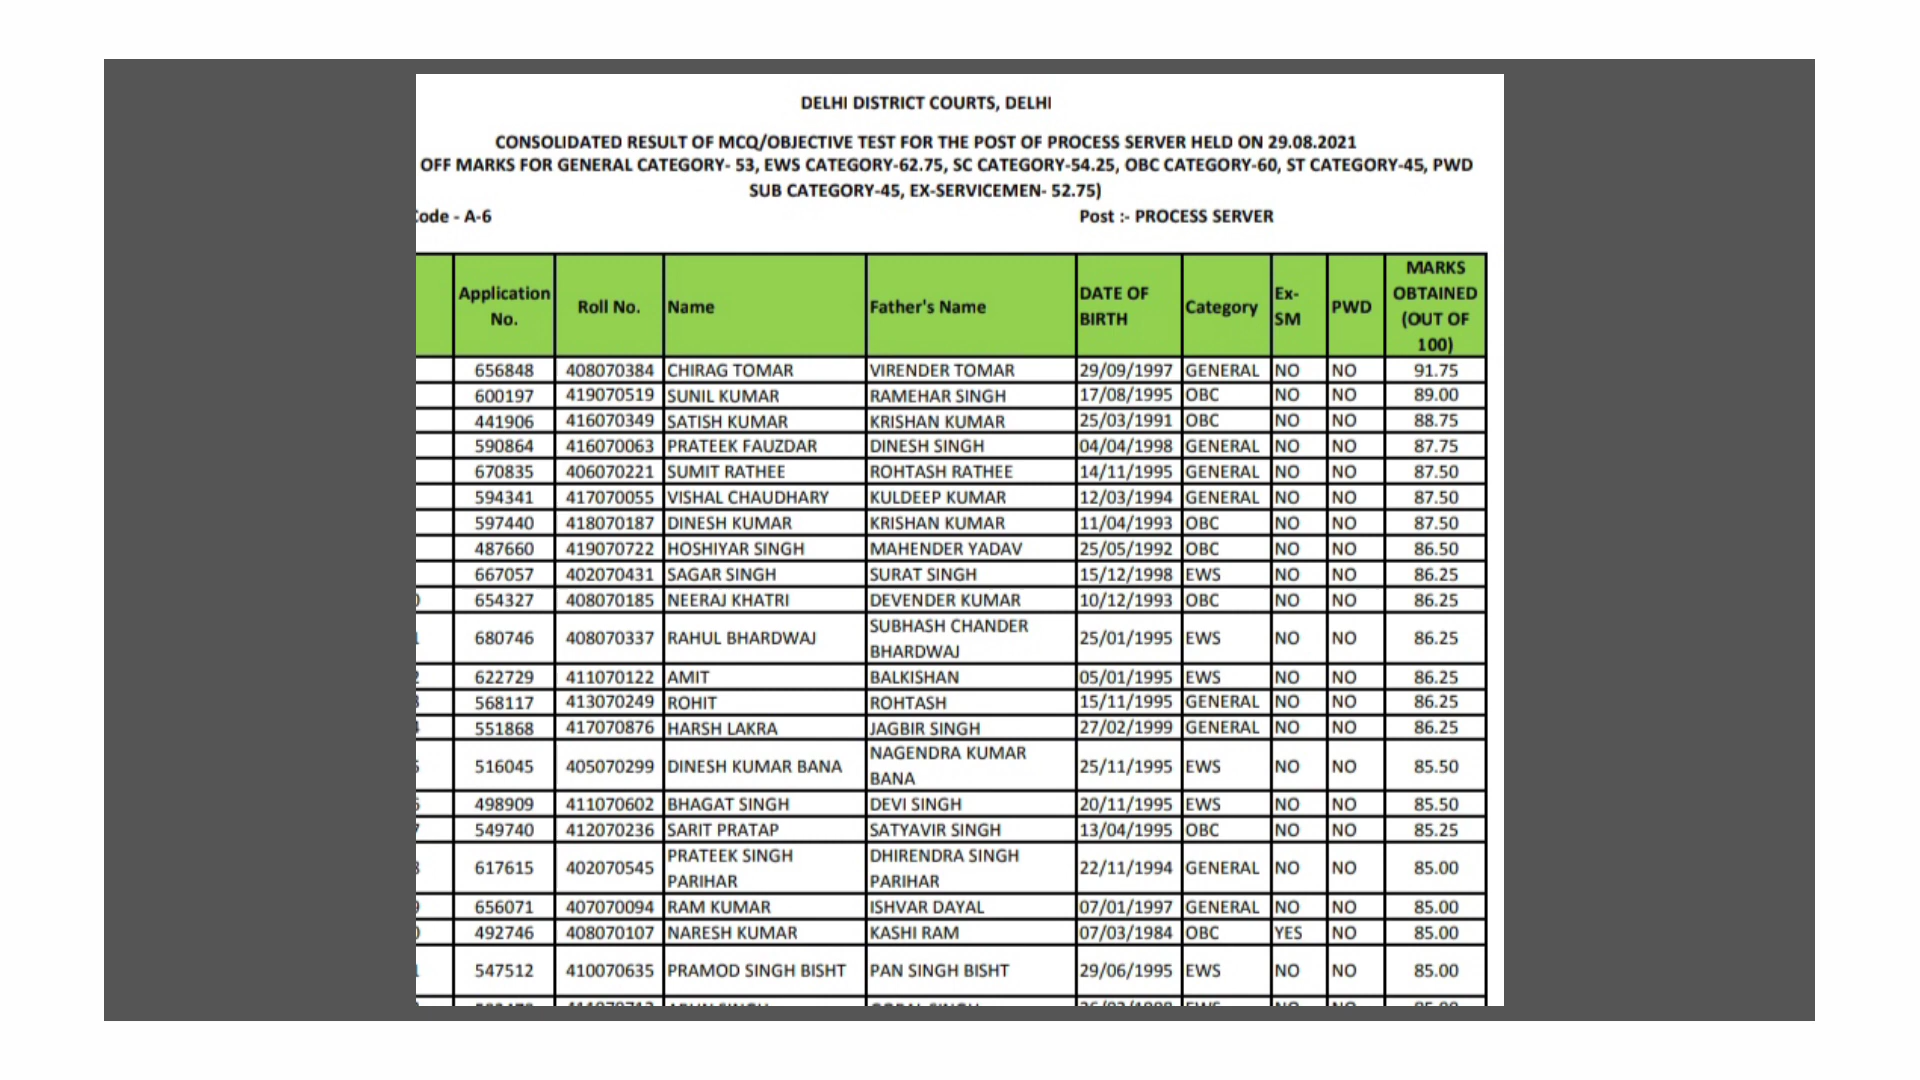 DELHI DISTRICT COURTS, DELHI
CONSOLIDATED RESULT OF MCQ/OBJECTIVE TEST FOR THE POST OF PROCESS SERVER HELD ON 29.08.2021
OFF MARKS FOR GENERAL CATEGORY- 53, EWS CATEGORY-62.75, SC CATEGORY-54.25, OBC CATEGORY-60, ST CATEGORY-45, PWD
SUB CATEGORY-45, EX-SERVICEMEN- 52.75)
ode - A-6 Post :- PROCESS SERVER
Application No. Roll No. Name Father's Name DATE OF BIRTH Category Ex-SM PWD MARKS OBTAINED (OUT OF 100)
656848 408070384 CHIRAG TOMAR VIRENDER TOMAR 29/09/1997 GENERAL NO NO 91.75
600197 419070519 SUNIL KUMAR RAMEHAR SINGH 17/08/1995 OBC NO NO 89.00
441906 416070349 SATISH KUMAR KRISHAN KUMAR 25/03/1991 OBC NO NO 88.75
590864 416070063 PRATEEK FAUZDAR DINESH SINGH 04/04/1998 GENERAL NO NO 87.75
670835 406070221 SUMIT RATHEE ROHTASH RATHEE 14/11/1995 GENERAL NO NO 87.50
594341 417070055 VISHAL CHAUDHARY KULDEEP KUMAR 12/03/1994 GENERAL NO NO 87.50
597440 418070187 DINESH KUMAR KRISHAN KUMAR 11/04/1993 OBC NO NO 87.50
487660 419070722 HOSHIYAR SINGH MAHENDER YADAV 25/05/1992 OBC NO NO 86.50
667057 402070431 SAGAR SINGH SURAT SINGH 15/12/1998 EWS NO NO 86.25
654327 408070185 NEERAJ KHATRI DEVENDER KUMAR 10/12/1993 OBC NO NO 86.25
680746 408070337 RAHUL BHARDWAJ SUBHASH CHANDER BHARDWAJ 25/01/1995 EWS NO NO 86.25
622729 411070122 AMIT BALKISHAN 05/01/1995 EWS NO NO 86.25
568117 413070249 ROHIT ROHTASH 15/11/1995 GENERAL NO NO 86.25
551868 417070876 HARSH LAKRA JAGBIR SINGH 27/02/1999 GENERAL NO NO 86.25
516045 405070299 DINESH KUMAR BANA NAGENDRA KUMAR BANA 25/11/1995 EWS NO NO 85.50
498909 411070602 BHAGAT SINGH DEVI SINGH 20/11/1995 EWS NO NO 85.50
549740 412070236 SARIT PRATAP SATYAVIR SINGH 13/04/1995 OBC NO NO 85.25
617615 402070545 PRATEEK SINGH PARIHAR DHIRENDRA SINGH PARIHAR 22/11/1994 GENERAL NO NO 85.00
656071 407070094 RAM KUMAR ISHVAR DAYAL 07/01/1997 GENERAL NO NO 85.00
492746 408070107 NARESH KUMAR KASHI RAM 07/03/1984 OBC YES NO 85.00
547512 410070635 PRAMOD SINGH BISHT PAN SINGH BISHT 29/06/1995 EWS NO NO 85.00